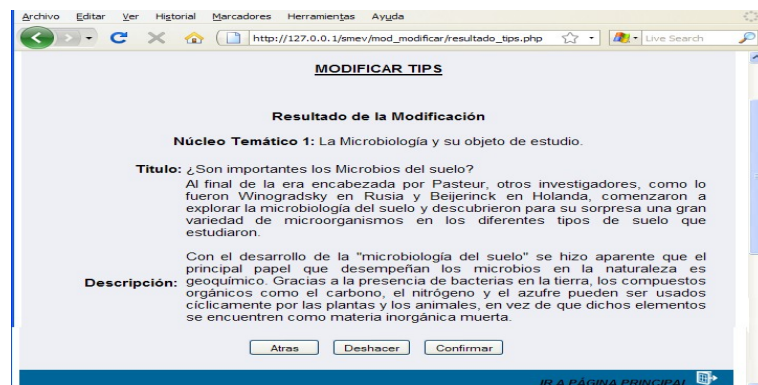 Archivo Editar Ver Historial Marcadores Herramientas Ayuda
http://127.0.0.1/smev/mod_modificar/resultado_tips.php Live Search
MODIFICAR TIPS
Resultado de la Modificación
Núcleo Temático 1: La Microbiología y su objeto de estudio.
Titulo: ¿Son importantes los Microbios del suelo?
Al final de la era encabezada por Pasteur, otros investigadores, como lo
fueron Winogradsky en Rusia y Beijerinck en Holanda, comenzaron a
explorar la microbiología del suelo y descubrieron para su sorpresa una gran
variedad de microorganismos en los diferentes tipos de suelo que
estudiaron.
Con el desarrollo de la "microbiología del suelo" se hizo aparente que el
principal papel que desempeñan los microbios en la naturaleza es
Descripción: geoquímico. Gracias a la presencia de bacterias en la tierra, los compuestos
orgánicos como el carbono, el nitrógeno y el azufre pueden ser usados
cíclicamente por las plantas y los animales, en vez de que dichos elementos
se encuentren como materia inorgánica muerta.
Atras Deshacer Confirmar
IR A PÁGINA PRINCIPAL